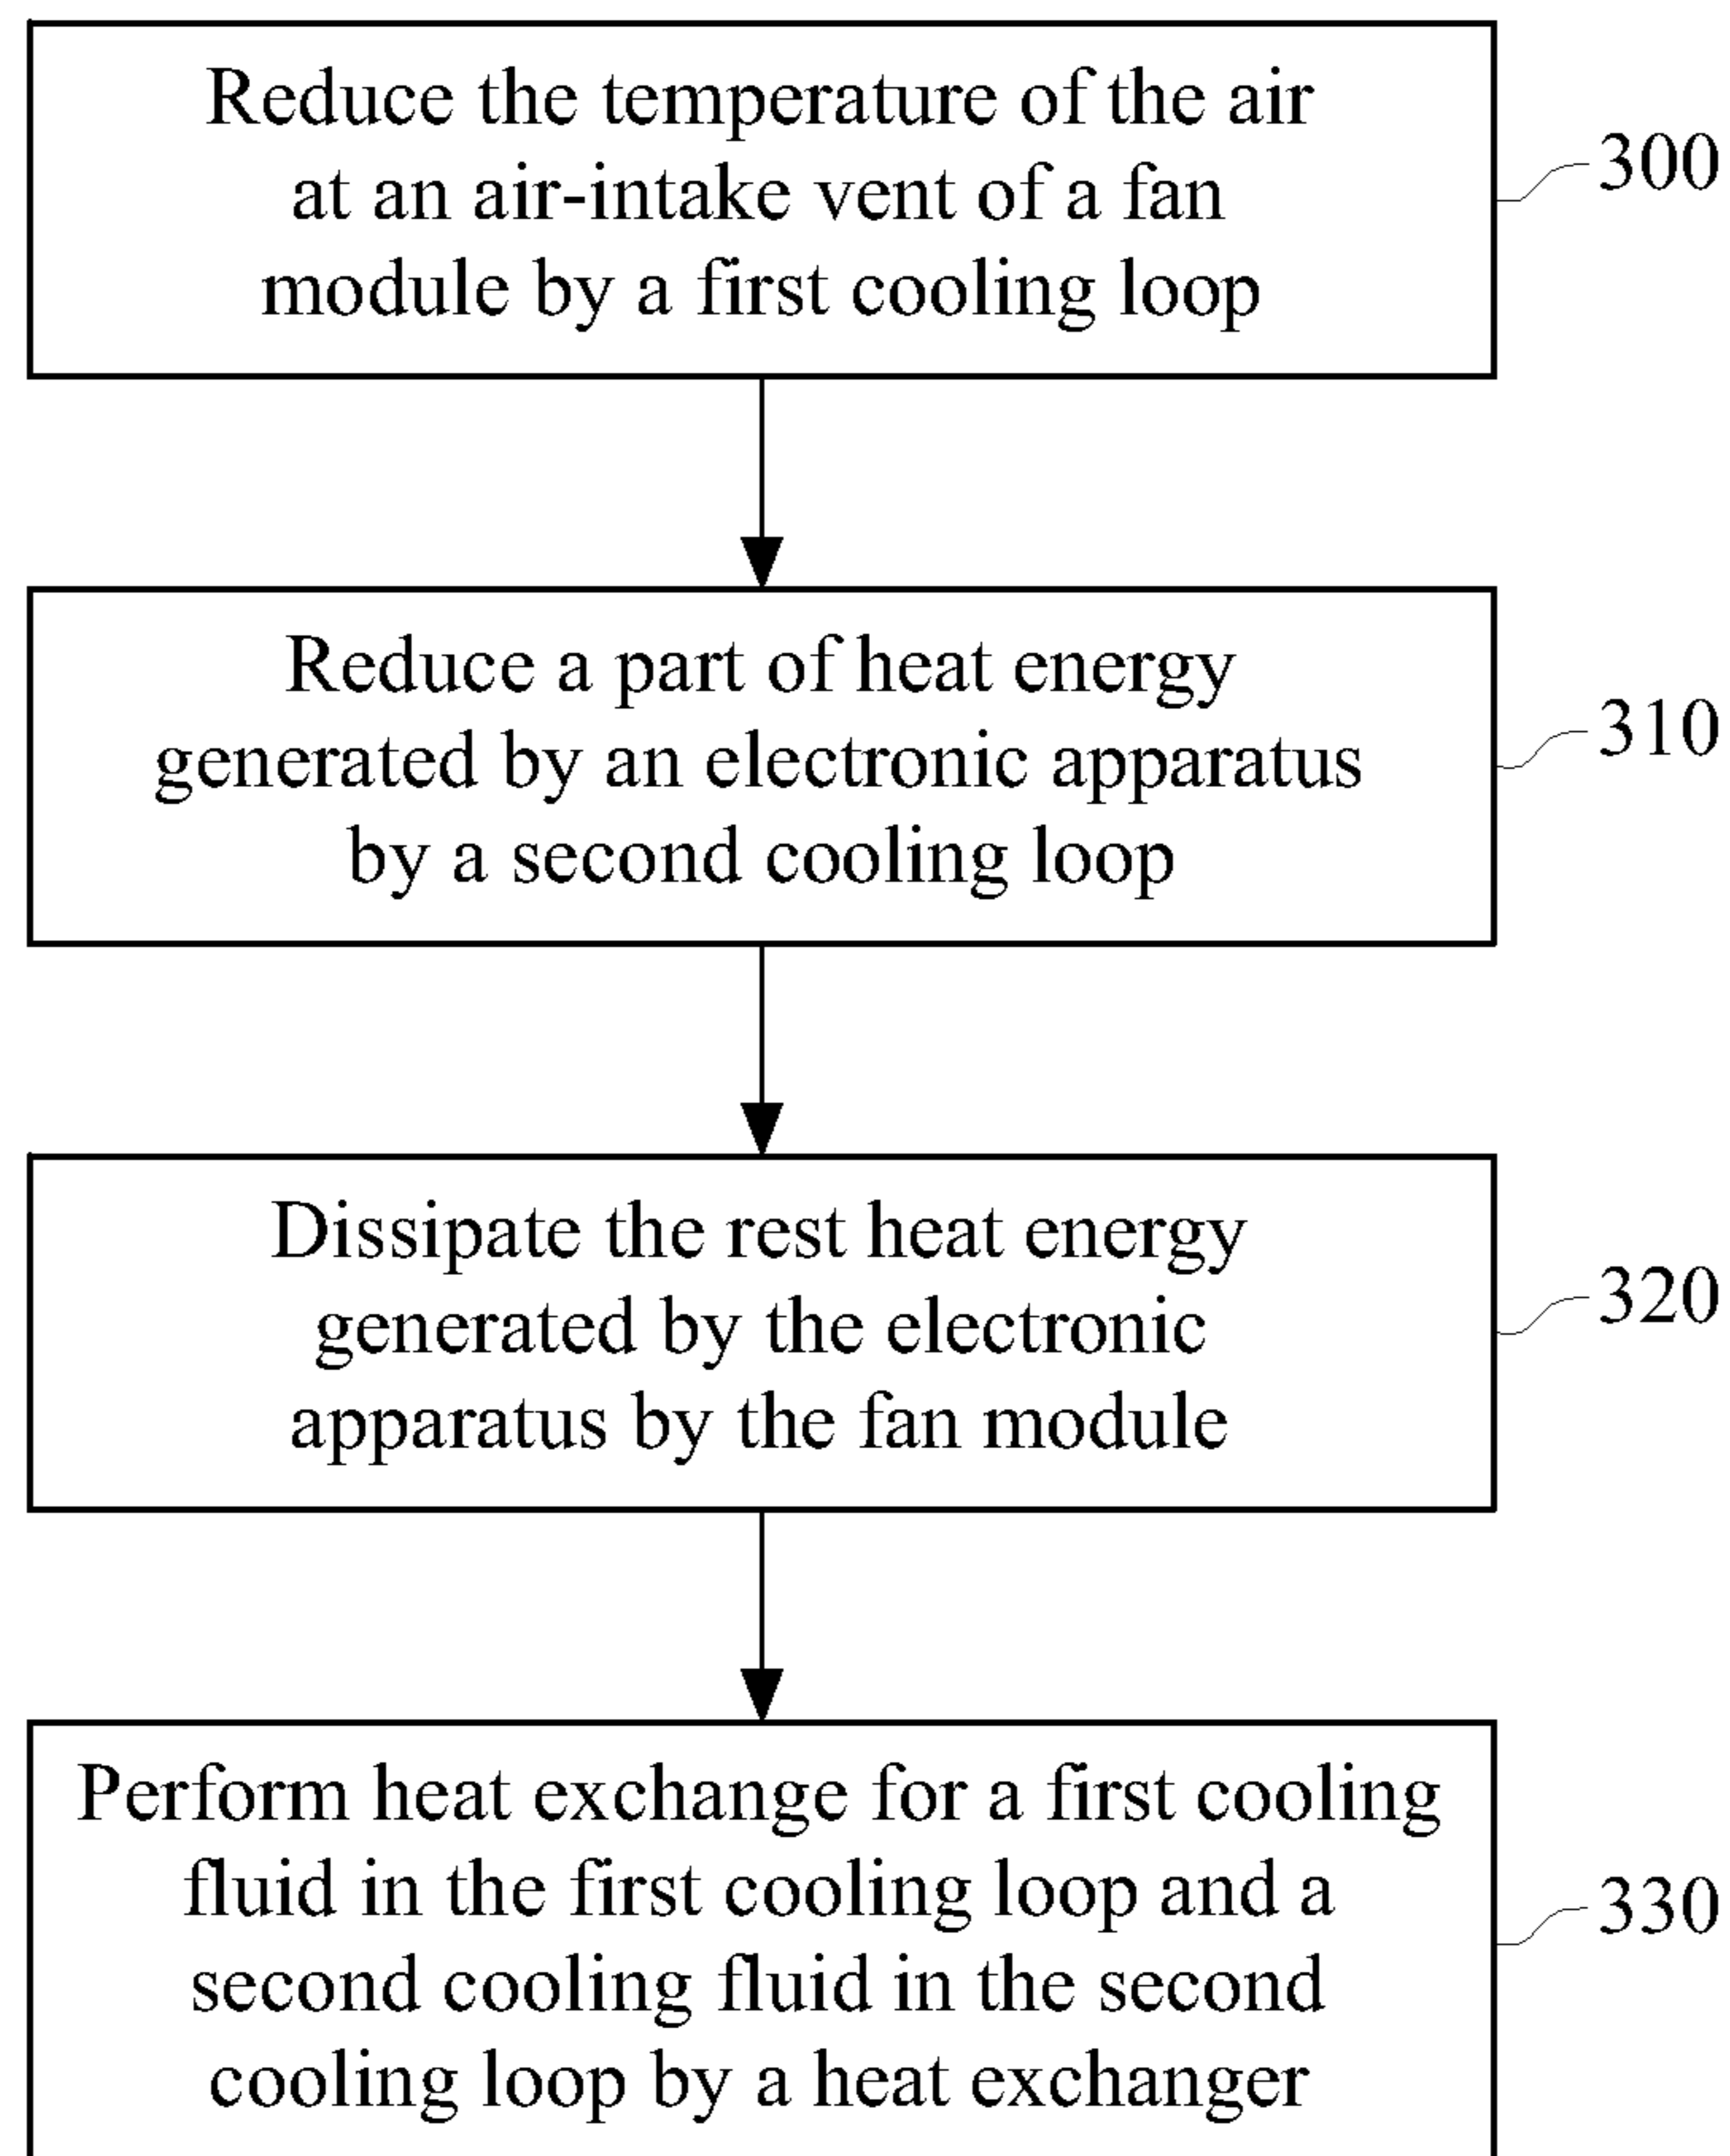 Reduce the temperature of the air
at an air-intake vent of a fan
module by a first cooling loop
300
Reduce a part of heat energy
generated by an electronic apparatus
by a second cooling loop
310
Dissipate the rest heat energy
generated by the electronic
apparatus by the fan module
320
Perform heat exchange for a first cooling
fluid in the first cooling loop and a
second cooling fluid in the second
cooling loop by a heat exchanger
330